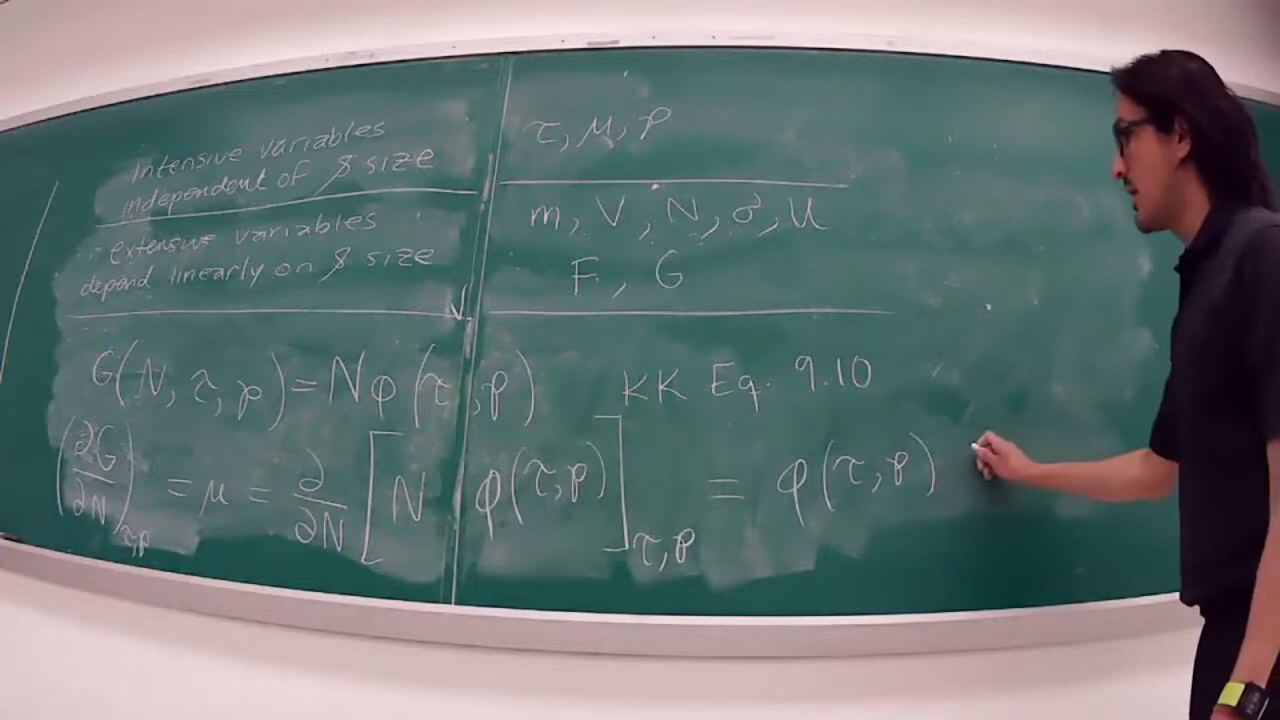 Intensive variables
independent of $ size
τ, μ, p
extensive variables
depend linearly on $ size
m, V, N, σ, U
F, G
G(N, τ, p) = Nφ(τ, p) KK Eq. 9.10
(∂G/∂N)τ,p = μ = ∂/∂N [N φ(τ,p)]τ,p = φ(τ,p)